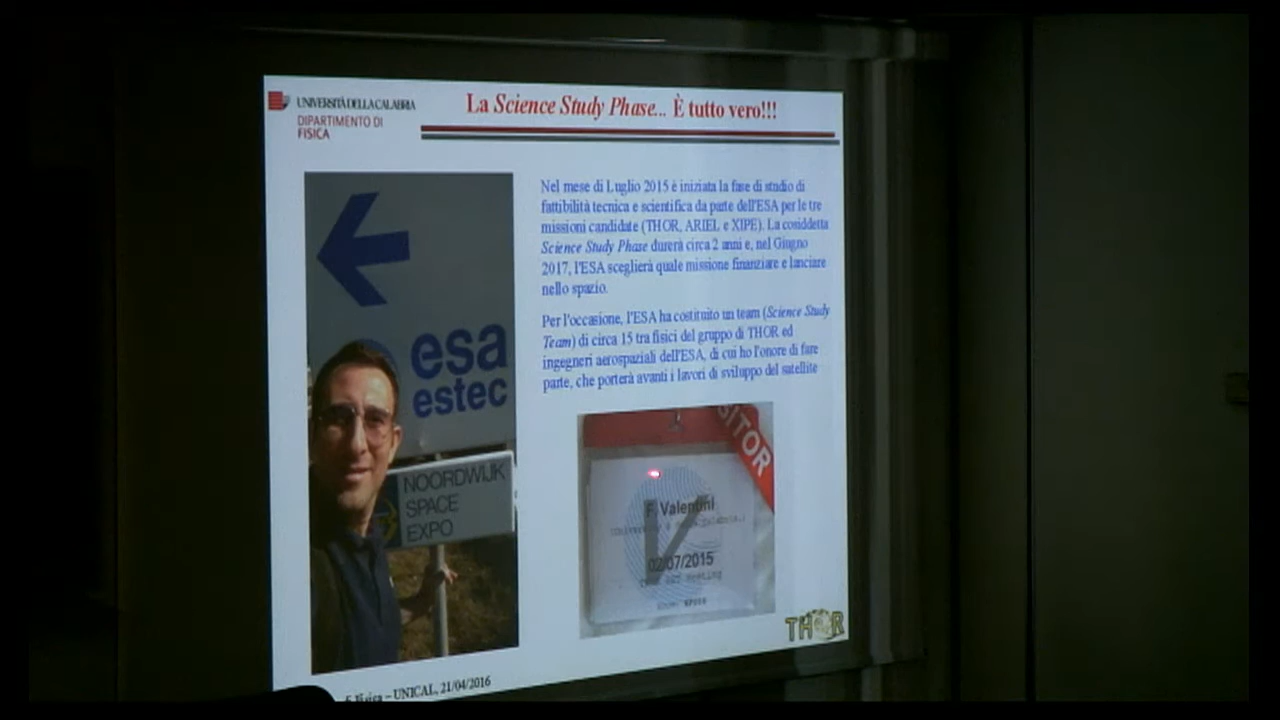 UNIVERSITÀ DELLA CALABRIA
DIPARTIMENTO DI
FISICA
La Science Study Phase... È tutto vero!!!
Nel mese di Luglio 2015 è iniziata la fase di studio di
fattibilità tecnica e scientifica da parte dell'ESA per le tre
missioni candidate (THOR, ARIEL e XIPE). La cosiddetta
Science Study Phase durerà circa 2 anni e, nel Giugno
2017, l'ESA sceglierà quale missione finanziare e lanciare
nello spazio.
Per l'occasione, l'ESA ha costituito un team (Science Study
Team) di circa 15 tra fisici del gruppo di THOR ed
ingegneri aerospaziali dell'ESA, di cui ho l'onore di fare
parte, che porterà avanti i lavori di sviluppo del satellite
esa
estec
NOORDWIJK
SPACE
EXPO
SITOR
F. Valentini
V
02/07/2015
THOR
Fisica – UNICAL, 21/04/2016